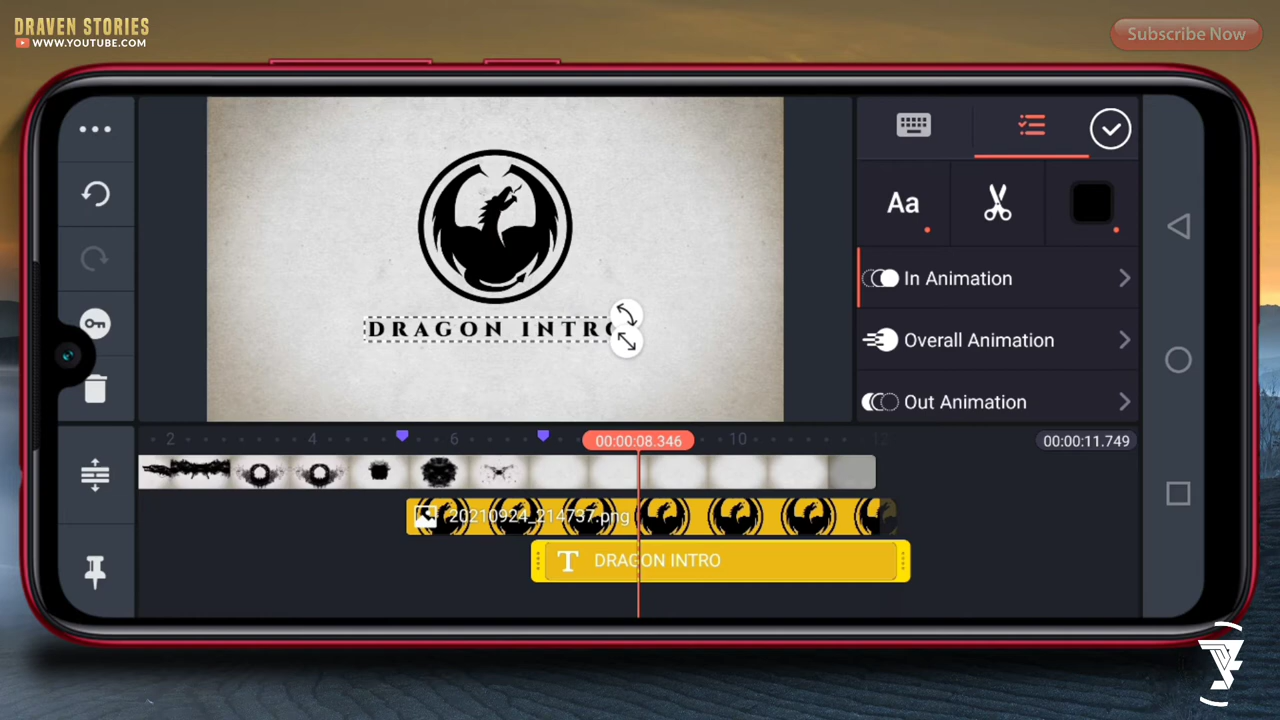 DRAVEN STORIES
WWW.YOUTUBE.COM
Subscribe Now
DRAGON INTRO
Aa
In Animation
Overall Animation
Out Animation
2 4 6 10 12
00:00:08.346
00:00:11.749
20210924_214737.png
T DRAGON INTRO